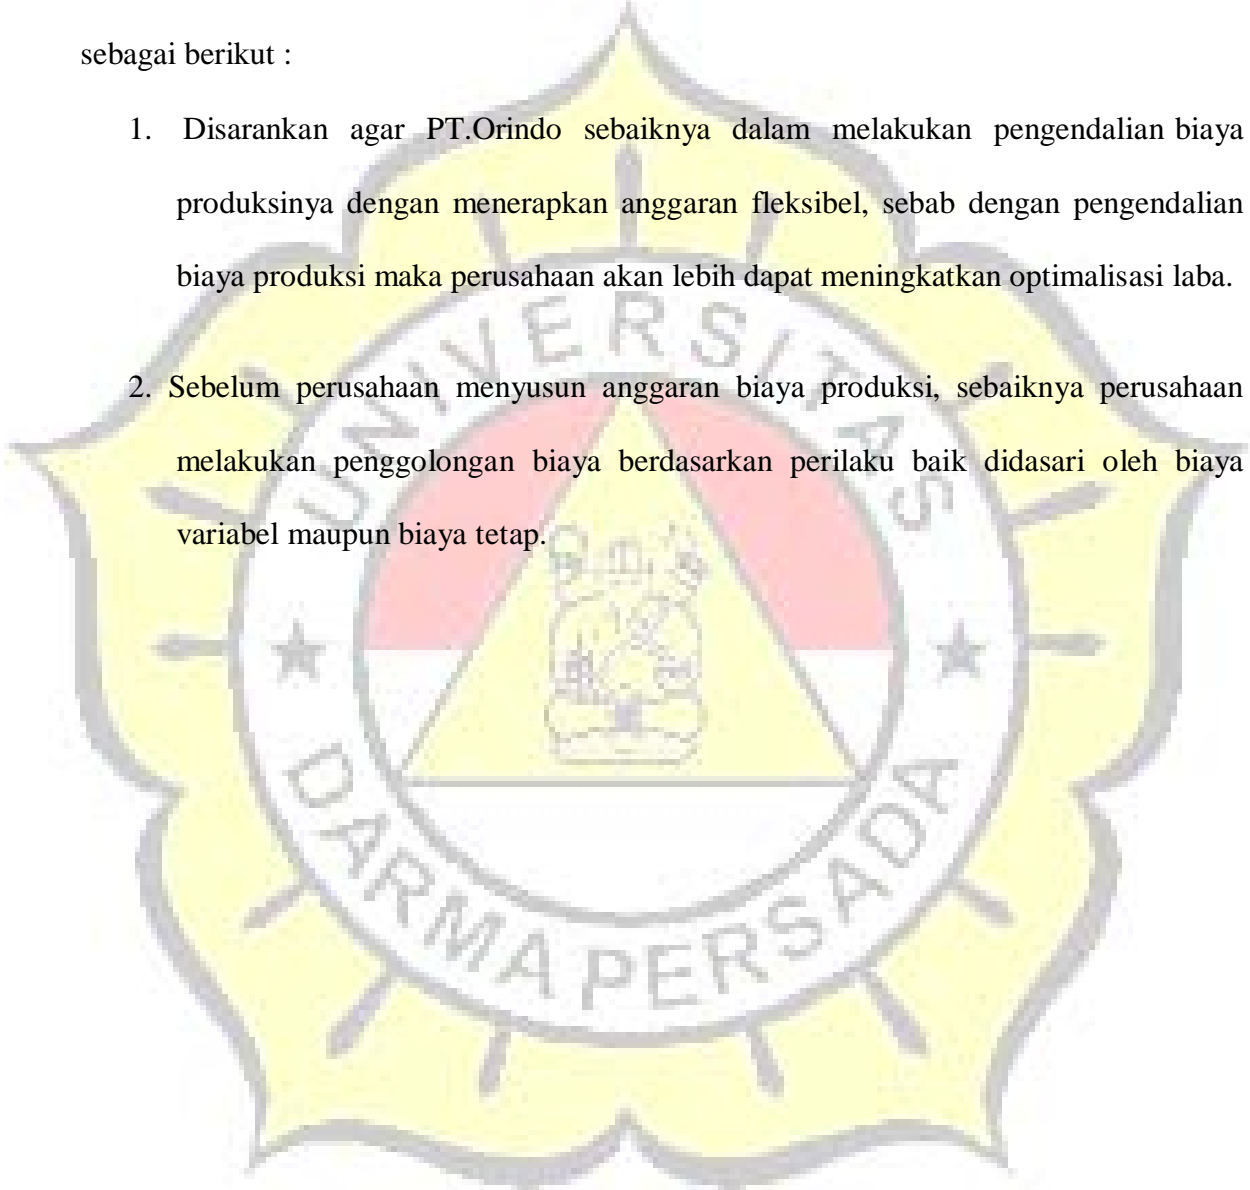 sebagai berikut :
1. Disarankan agar PT.Orindo sebaiknya dalam melakukan pengendalian biaya
produksinya dengan menerapkan anggaran fleksibel, sebab dengan pengendalian
biaya produksi maka perusahaan akan lebih dapat meningkatkan optimalisasi laba.
2. Sebelum perusahaan menyusun anggaran biaya produksi, sebaiknya perusahaan
melakukan penggolongan biaya berdasarkan perilaku baik didasari oleh biaya
variabel maupun biaya tetap.
UNIVERSITAS
DARMA PERSADA